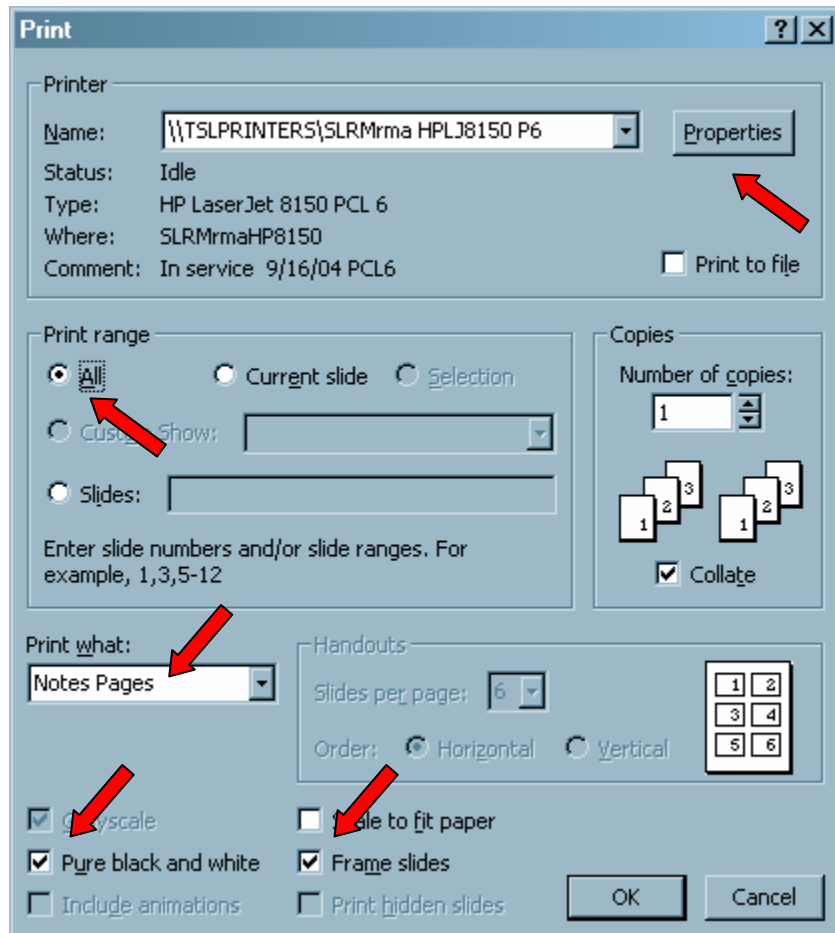 Print
Printer
Name: \\TSLPRINTERS\SLRMrma HPLJ8150 P6 Properties
Status: Idle
Type: HP LaserJet 8150 PCL 6
Where: SLRMrmaHP8150
Comment: In service 9/16/04 PCL6 Print to file
Print range
All Current slide Selection
Show:
Slides:
Enter slide numbers and/or slide ranges. For
example, 1,3,5-12
Copies
Number of copies:
1
1 2 3 1 2 3
Collate
Print what:
Notes Pages
Handouts
Slides per page: 6
Order: Horizontal Vertical
1 2
3 4
5 6
Grayscale to fit paper
Pure black and white Frame slides
Include animations Print hidden slides
OK Cancel